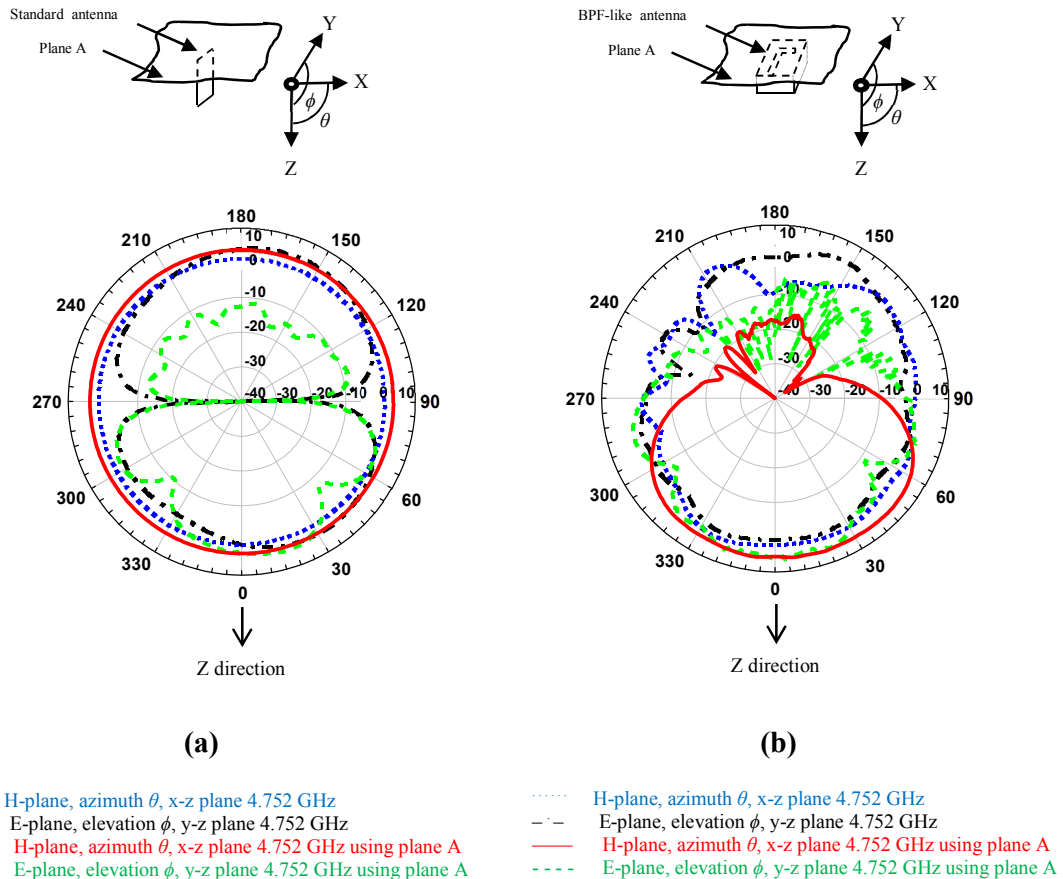 Standard antenna
Plane A
Y
X
ϕ
θ
Z
BPF-like antenna
Plane A
Y
X
ϕ
θ
Z
180
210
150
240
120
270
90
300
60
330
30
0
10
0
-10
-20
-30
-40
-30
-20
-10
0
10
Z direction
(a)
180
210
150
240
120
270
90
300
60
330
30
0
10
0
-10
-20
-30
-40
-30
-20
-10
0
10
Z direction
(b)
H-plane, azimuth θ, x-z plane 4.752 GHz
E-plane, elevation ϕ, y-z plane 4.752 GHz
H-plane, azimuth θ, x-z plane 4.752 GHz using plane A
E-plane, elevation ϕ, y-z plane 4.752 GHz using plane A
H-plane, azimuth θ, x-z plane 4.752 GHz
E-plane, elevation ϕ, y-z plane 4.752 GHz
H-plane, azimuth θ, x-z plane 4.752 GHz using plane A
E-plane, elevation ϕ, y-z plane 4.752 GHz using plane A